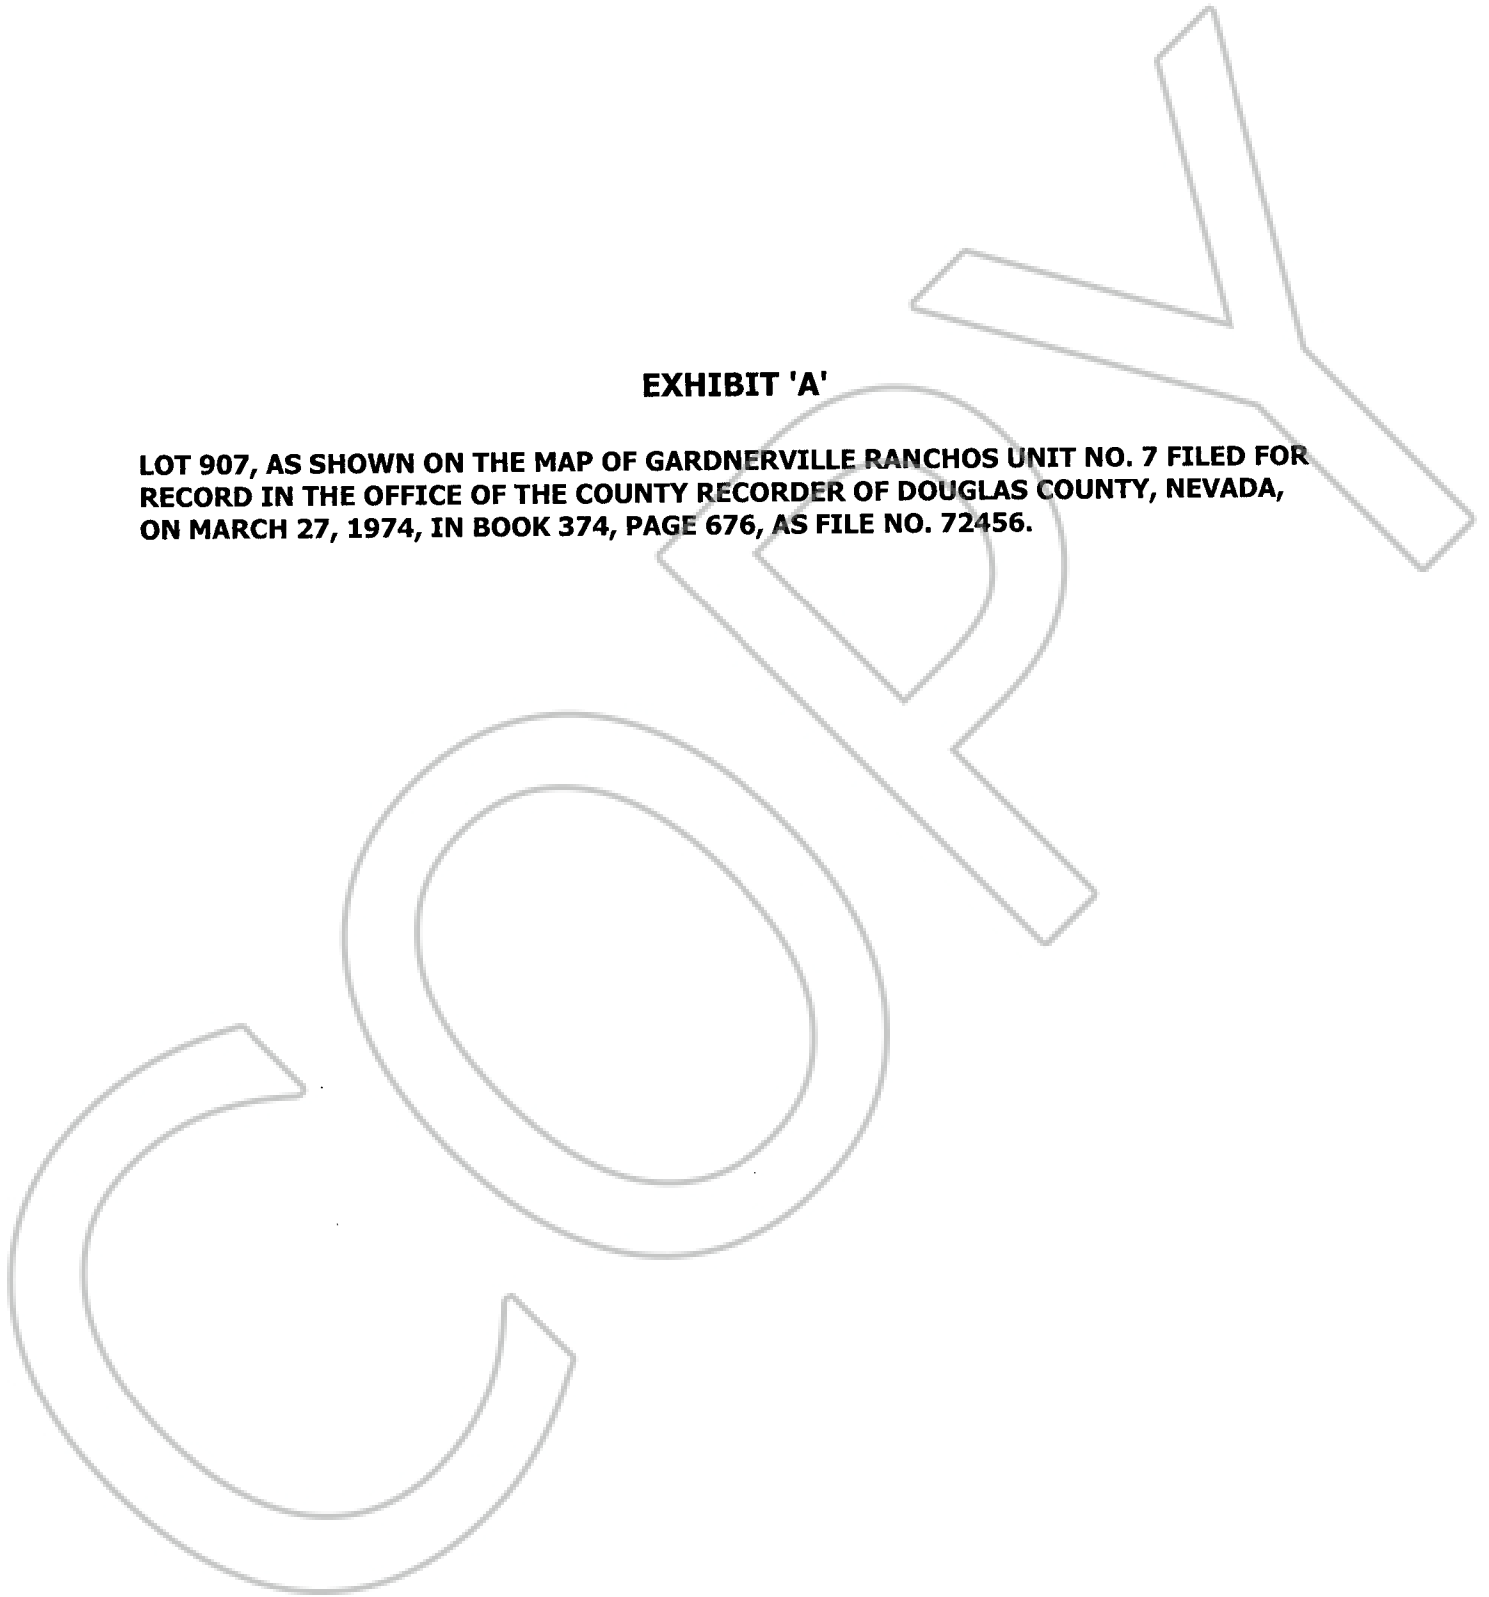 EXHIBIT 'A'
LOT 907, AS SHOWN ON THE MAP OF GARDNERVILLE RANCHOS UNIT NO. 7 FILED FOR
RECORD IN THE OFFICE OF THE COUNTY RECORDER OF DOUGLAS COUNTY, NEVADA,
ON MARCH 27, 1974, IN BOOK 374, PAGE 676, AS FILE NO. 72456.
COPY